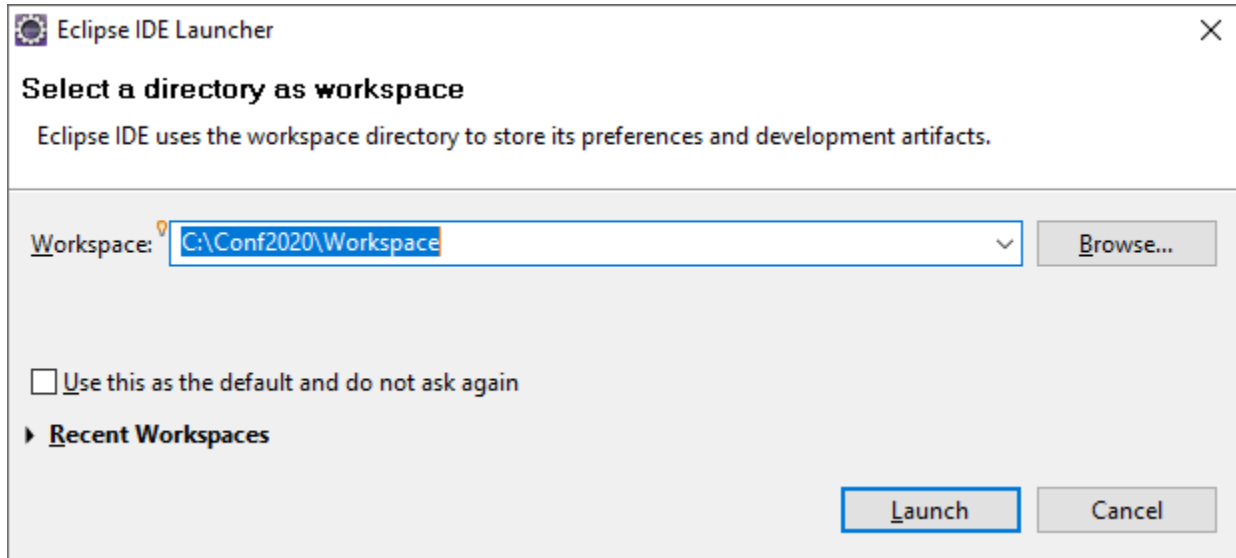 Eclipse IDE Launcher
Select a directory as workspace
Eclipse IDE uses the workspace directory to store its preferences and development artifacts.
Workspace: C:\Conf2020\Workspace Browse...
Use this as the default and do not ask again
Recent Workspaces
Launch Cancel